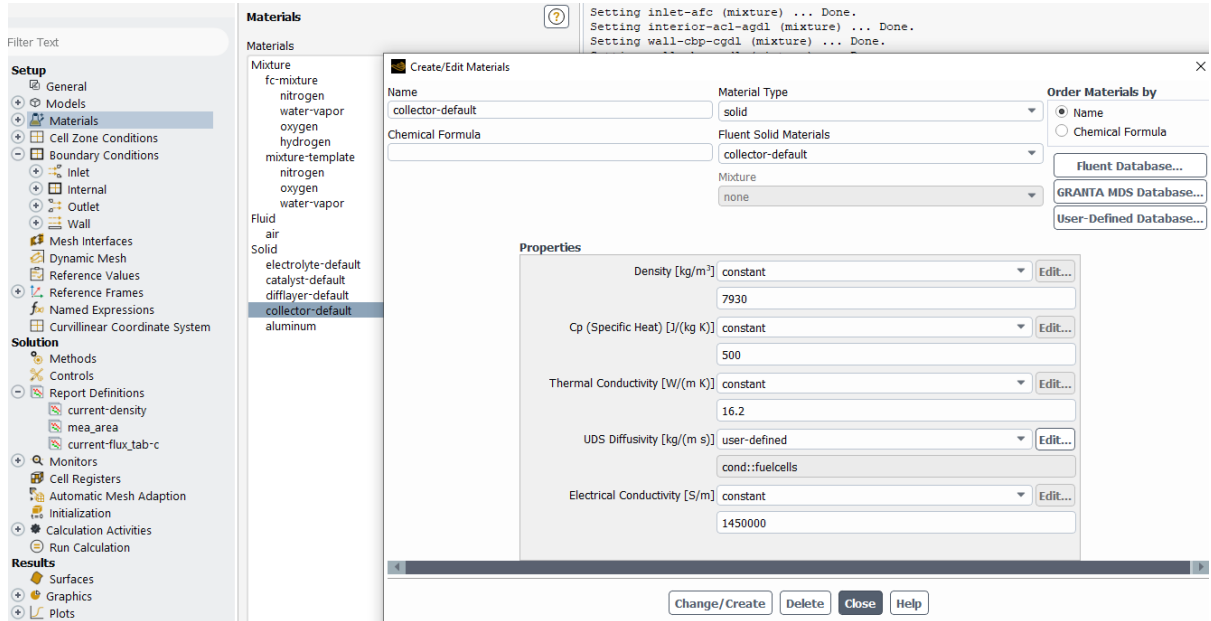 Filter Text
Setup
General
Models
Materials
Cell Zone Conditions
Boundary Conditions
Inlet
Internal
Outlet
Wall
Mesh Interfaces
Dynamic Mesh
Reference Values
Reference Frames
Named Expressions
Curvillinear Coordinate System
Solution
Methods
Controls
Report Definitions
current-density
mea_area
current-flux_tab-c
Monitors
Cell Registers
Automatic Mesh Adaption
Initialization
Calculation Activities
Run Calculation
Results
Surfaces
Graphics
Plots
Materials
?
Materials
Mixture
fc-mixture
nitrogen
water-vapor
oxygen
hydrogen
mixture-template
nitrogen
oxygen
water-vapor
Fluid
air
Solid
electrolyte-default
catalyst-default
difflayer-default
collector-default
aluminum
Setting inlet-afc (mixture) ... Done.
Setting interior-acl-agdl (mixture) ... Done.
Setting wall-cbp-cgdl (mixture) ... Done.
Create/Edit Materials
Name
collector-default
Chemical Formula
Material Type
solid
Fluent Solid Materials
collector-default
Mixture
none
Order Materials by
Name
Chemical Formula
Fluent Database...
GRANTA MDS Database...
User-Defined Database...
Properties
Density [kg/m³] constant Edit...
7930
Cp (Specific Heat) [J/(kg K)] constant Edit...
500
Thermal Conductivity [W/(m K)] constant Edit...
16.2
UDS Diffusivity [kg/(m s)] user-defined Edit...
cond::fuelcells
Electrical Conductivity [S/m] constant Edit...
1450000
Change/Create Delete Close Help